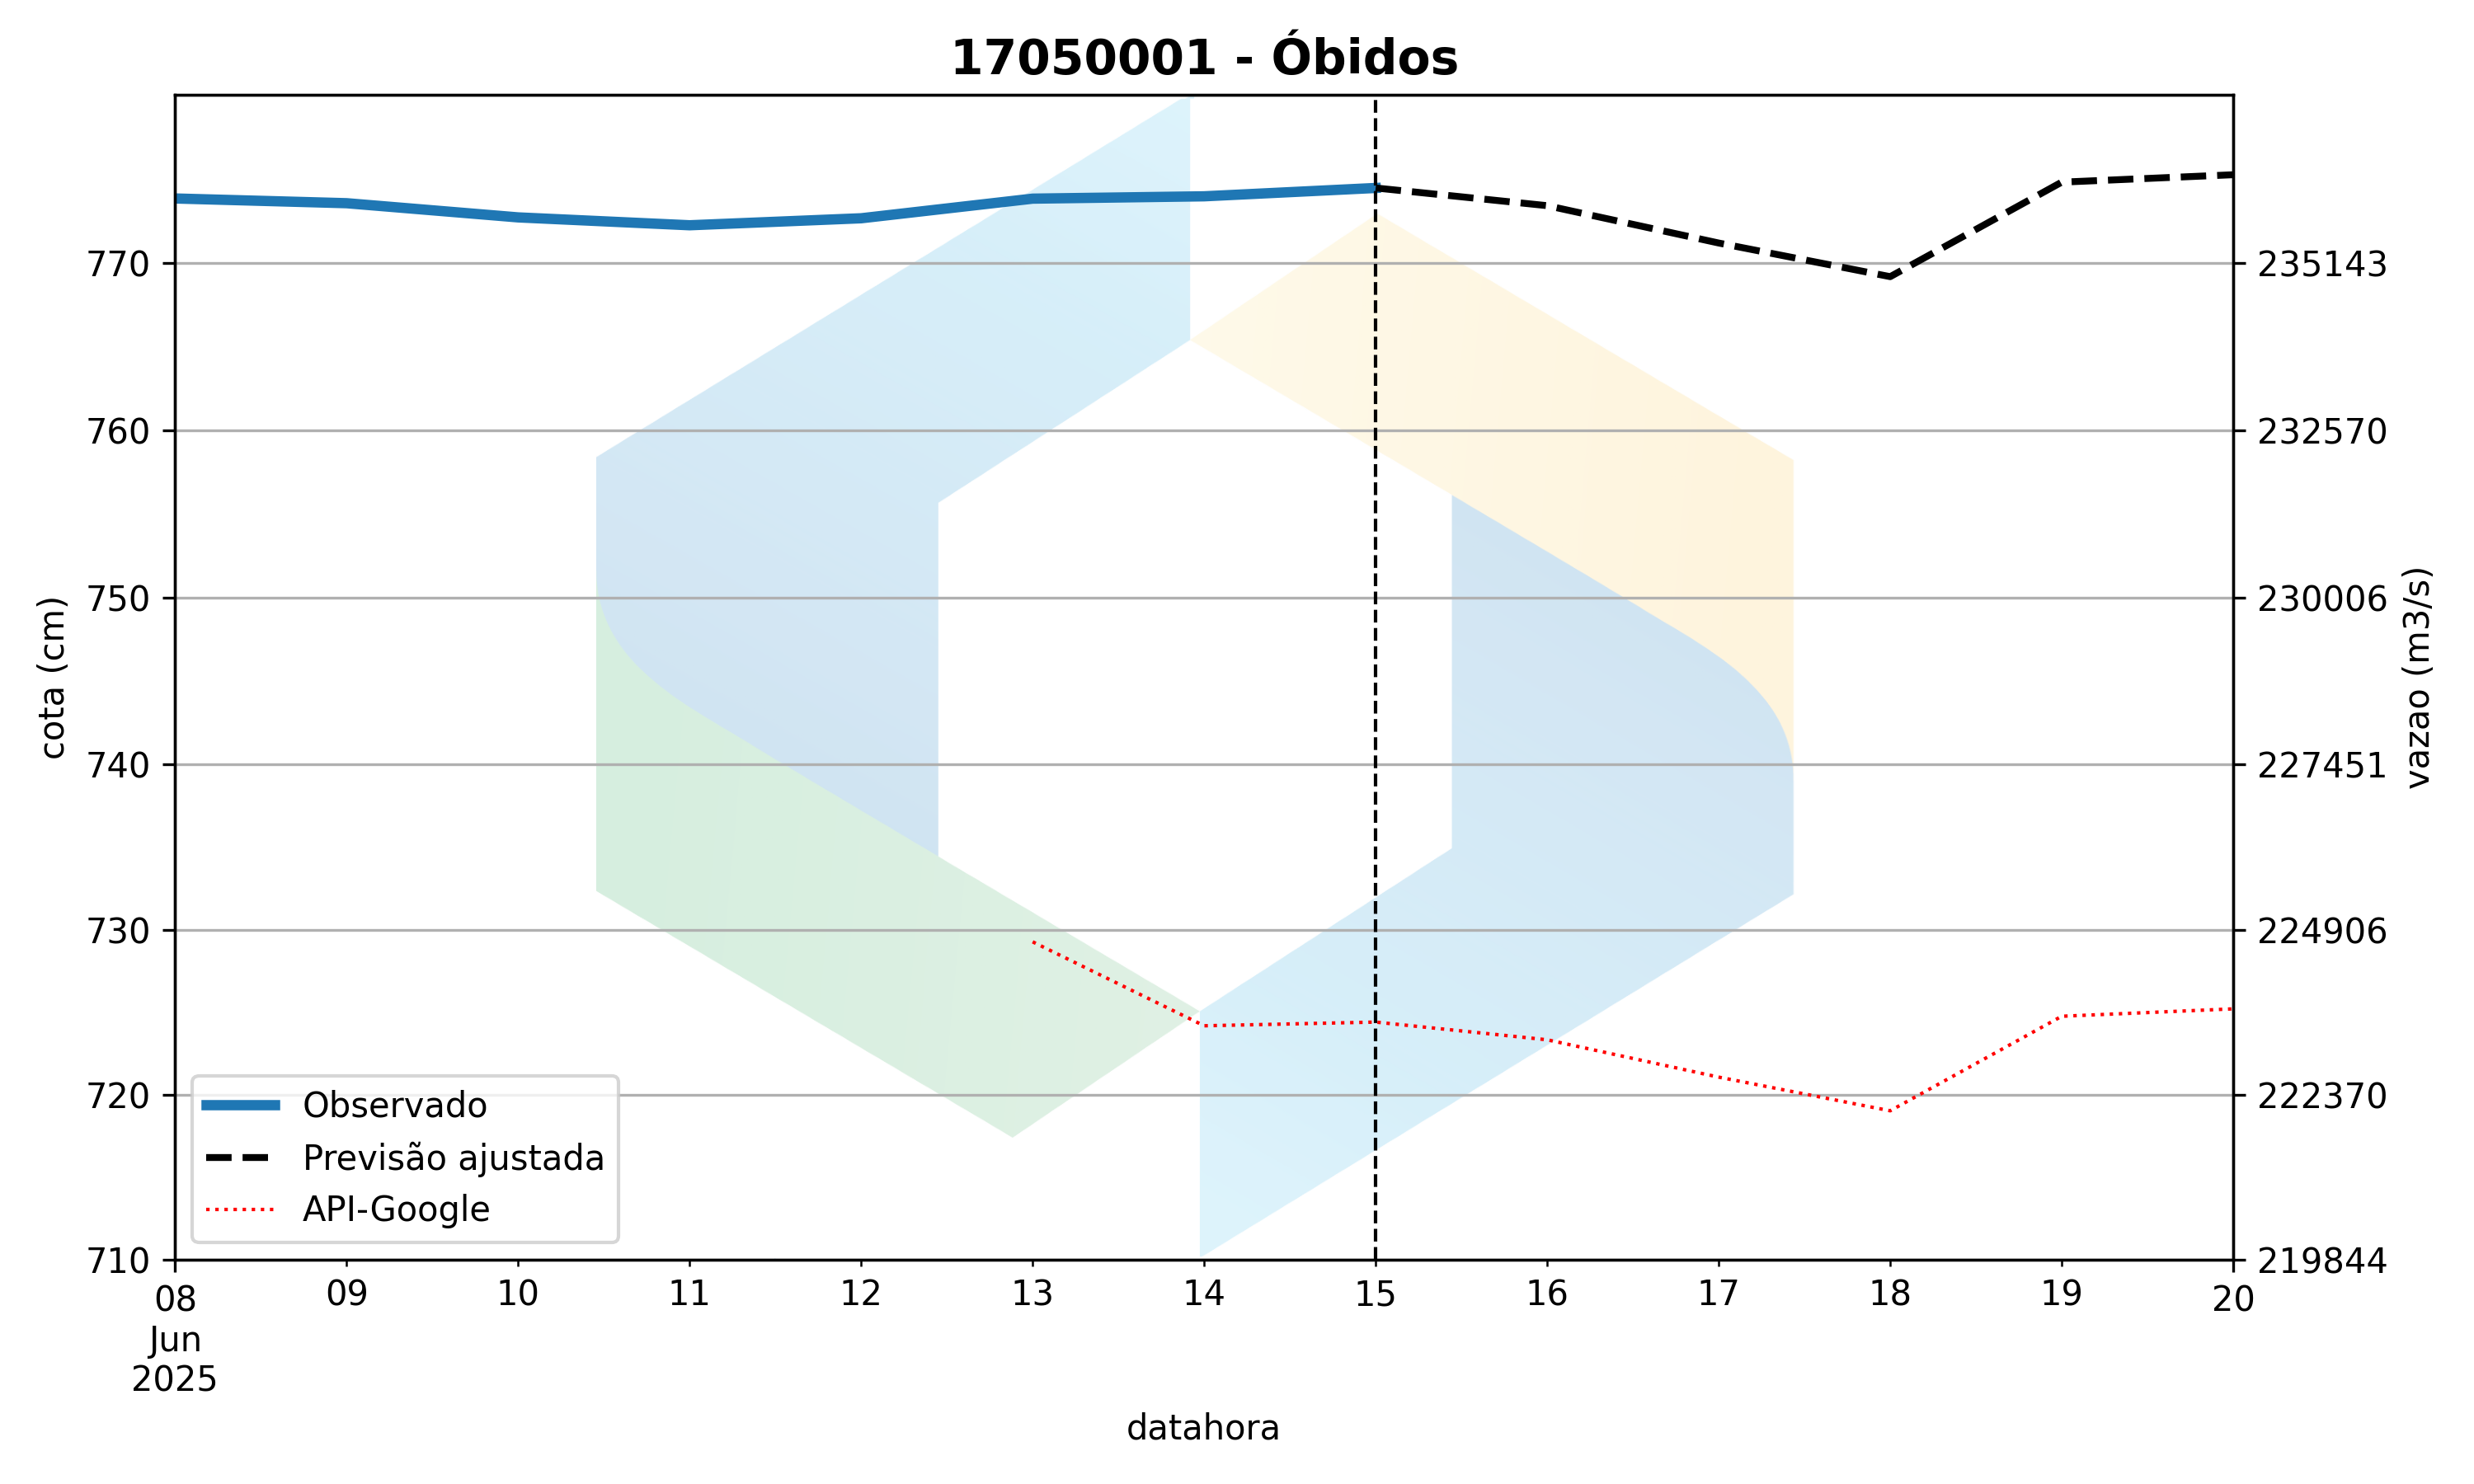 17050001 - Óbidos
770
760
750
740
730
720
710
cota (cm)
235143
232570
230006
227451
224906
222370
219844
vazao (m3/s)
Observado
Previsão ajustada
API-Google
08 09 10 11 12 13 14 15 16 17 18 19 20
Jun
2025
datahora